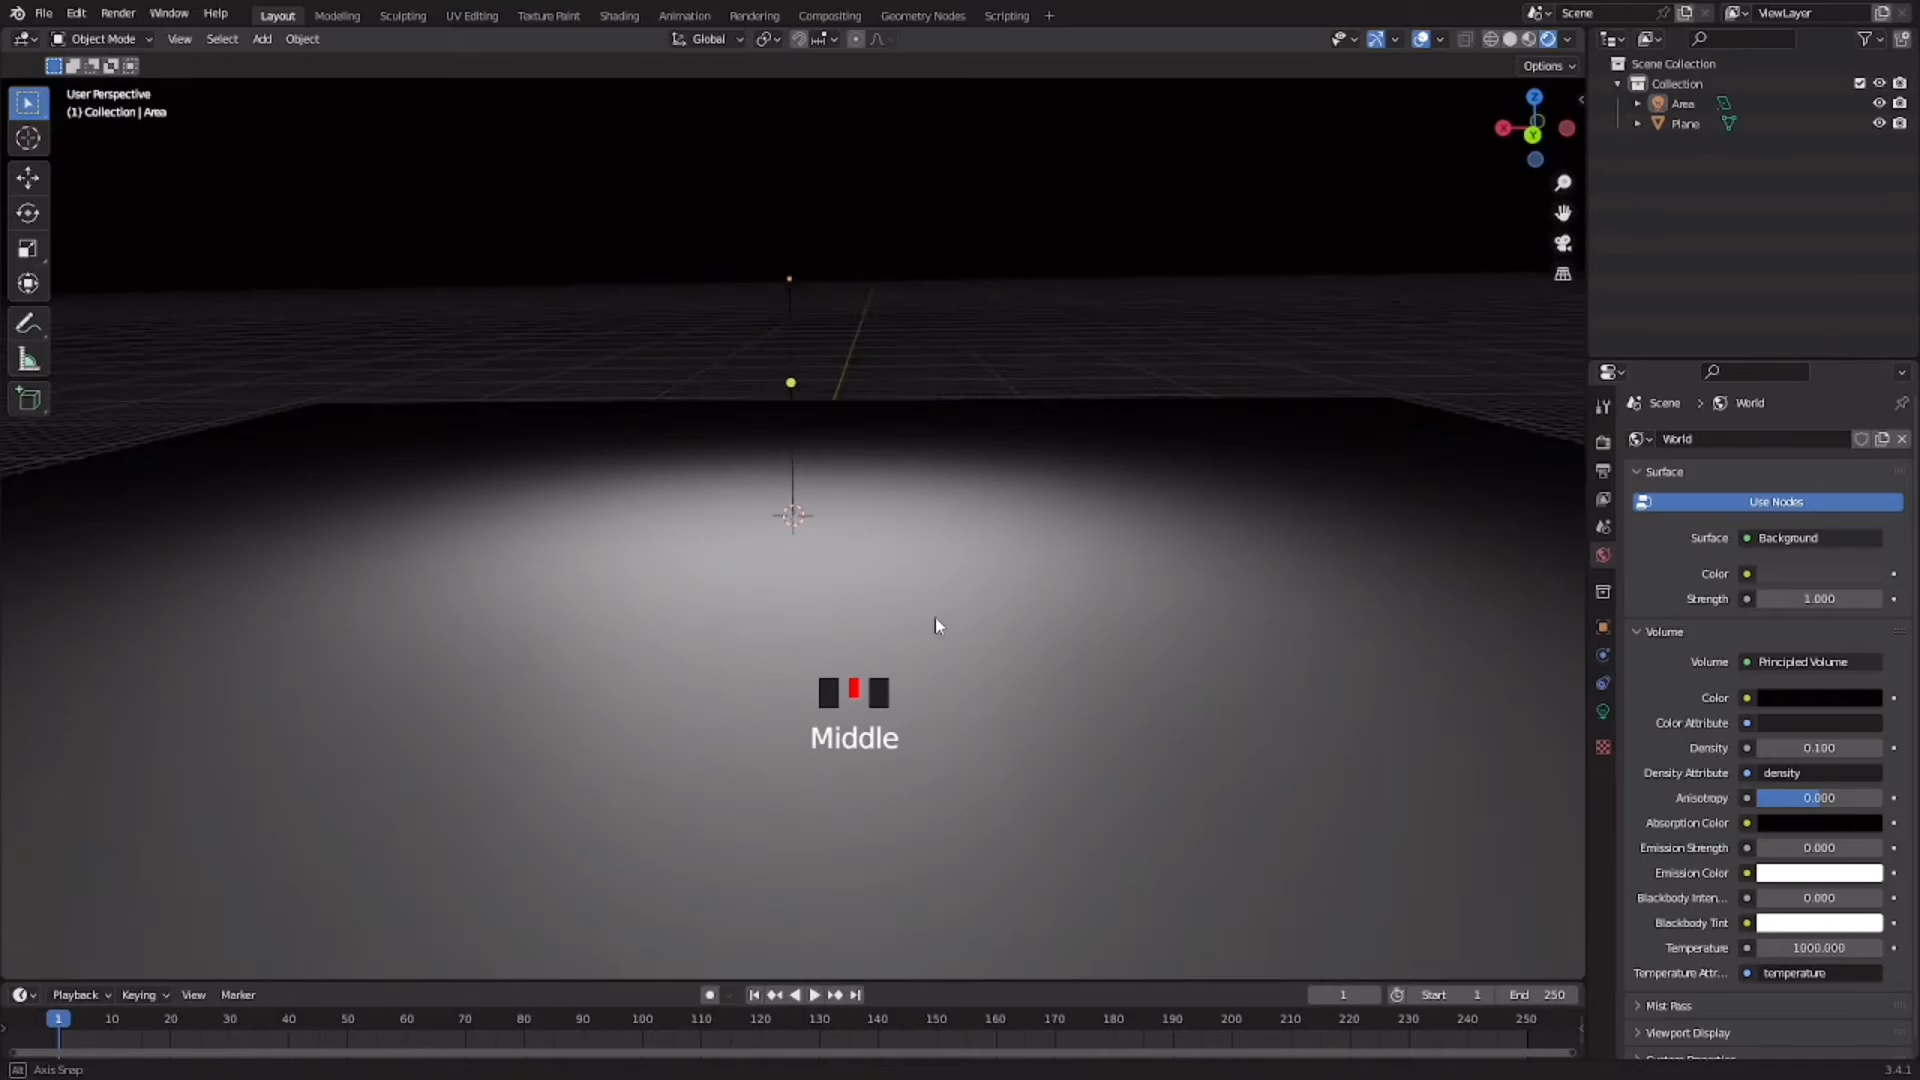 File Edit Render Window Help Layout Modeling Sculpting UV Editing Texture Paint Shading Animation Rendering Compositing Geometry Nodes Scripting + Scene ViewLayer
Object Mode View Select Add Object Global
Options
User Perspective
(1) Collection | Area
Z
X
Y
Scene Collection
Collection
Area
Plane
Scene > World
World
Surface
Use Nodes
Surface Background
Color
Strength 1.000
Volume
Volume Principled Volume
Color
Color Attribute
Density 0.100
Density Attribute density
Anisotropy 0.000
Absorption Color
Emission Strength 0.000
Emission Color
Blackbody Inten... 0.000
Blackbody Tint
Temperature 1000.000
Temperature Attr... temperature
Mist Pass
Viewport Display
Middle
Playback Keying View Marker 1 Start 1 End 250
1 10 20 30 40 50 60 70 80 90 100 110 120 130 140 150 160 170 180 190 200 210 220 230 240 250
Alt Axis Snap 3.4.1